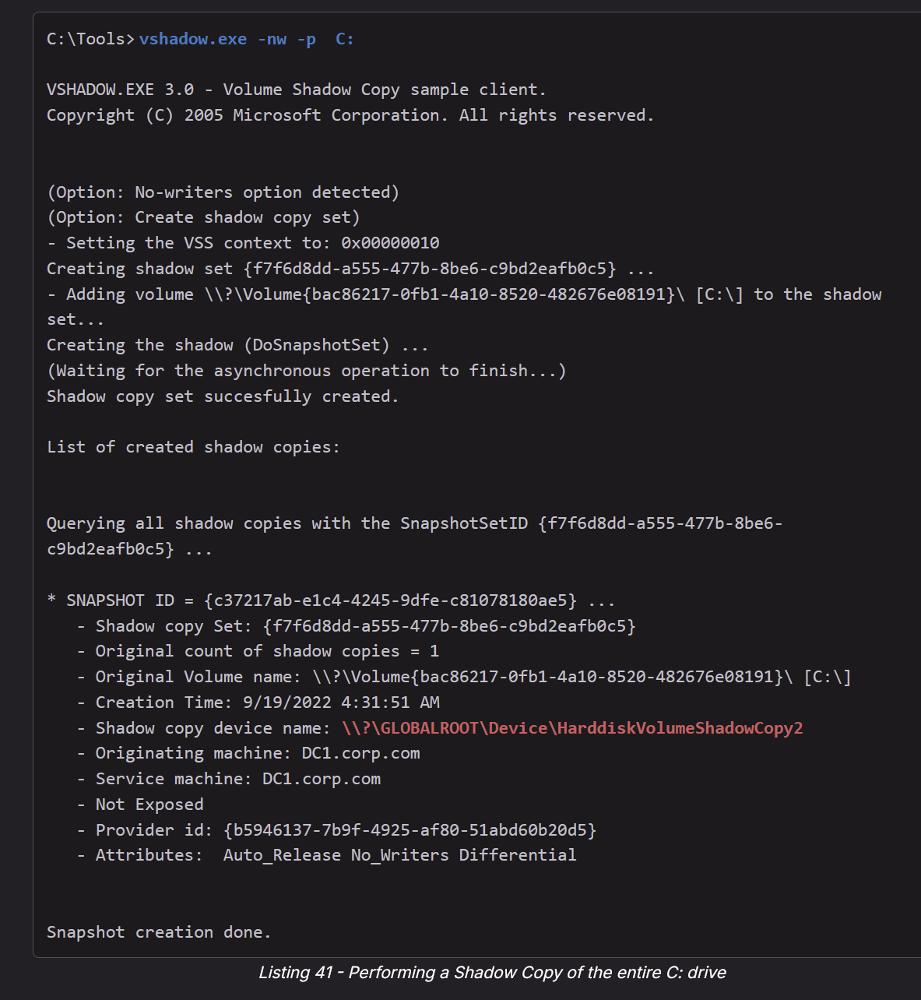 C:\Tools> vshadow.exe -nw -p  C:
VSHADOW.EXE 3.0 - Volume Shadow Copy sample client.
Copyright (C) 2005 Microsoft Corporation. All rights reserved.
(Option: No-writers option detected)
(Option: Create shadow copy set)
- Setting the VSS context to: 0x00000010
Creating shadow set {f7f6d8dd-a555-477b-8be6-c9bd2eafb0c5} ...
- Adding volume \\?\Volume{bac86217-0fb1-4a10-8520-482676e08191}\ [C:\] to the shadow
set...
Creating the shadow (DoSnapshotSet) ...
(Waiting for the asynchronous operation to finish...)
Shadow copy set succesfully created.
List of created shadow copies:
Querying all shadow copies with the SnapshotSetID {f7f6d8dd-a555-477b-8be6-
c9bd2eafb0c5} ...
* SNAPSHOT ID = {c37217ab-e1c4-4245-9dfe-c81078180ae5} ...
- Shadow copy Set: {f7f6d8dd-a555-477b-8be6-c9bd2eafb0c5}
- Original count of shadow copies = 1
- Original Volume name: \\?\Volume{bac86217-0fb1-4a10-8520-482676e08191}\ [C:\]
- Creation Time: 9/19/2022 4:31:51 AM
- Shadow copy device name: \\?\GLOBALROOT\Device\HarddiskVolumeShadowCopy2
- Originating machine: DC1.corp.com
- Service machine: DC1.corp.com
- Not Exposed
- Provider id: {b5946137-7b9f-4925-af80-51abd60b20d5}
- Attributes:  Auto_Release No_Writers Differential
Snapshot creation done.
Listing 41 - Performing a Shadow Copy of the entire C: drive